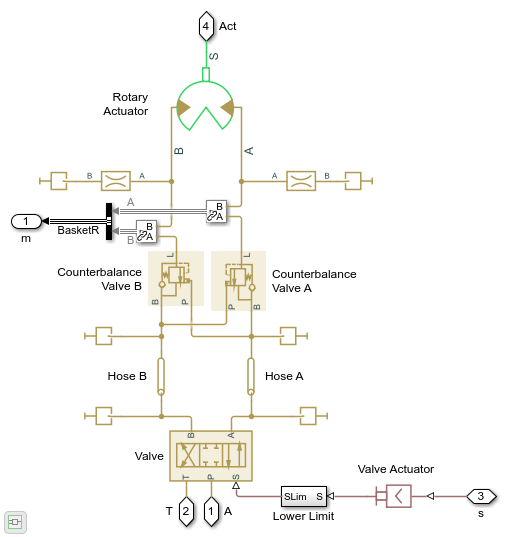 4 Act
S
Rotary
Actuator
B
A
B A
A B
A
B
A
B
A
1
BasketR
m
B
L
L
Counterbalance
Valve B
Counterbalance
Valve A
B
P
P
B
Hose B
Hose A
B
A
Valve
T
P
S
Valve Actuator
T 2
1 A
SLim S
3
Lower Limit
s